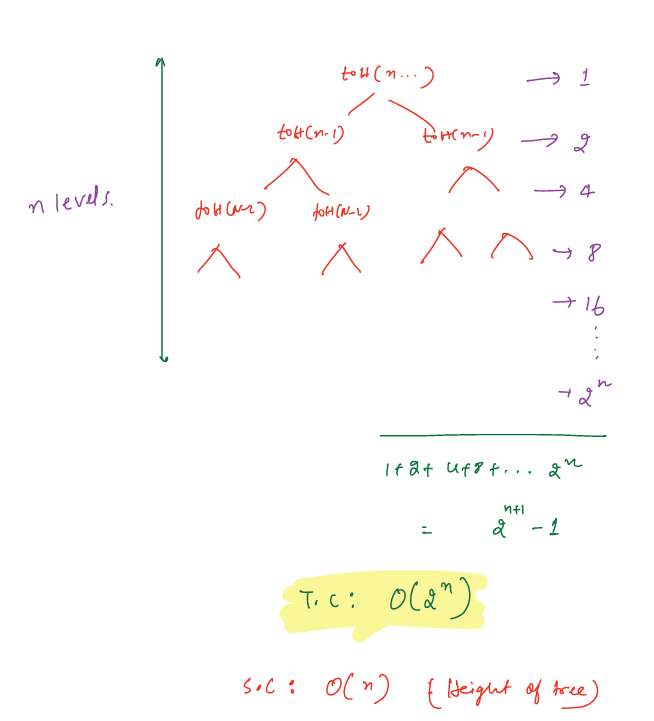 toH(n...) → 1
toH(n-1) toH(n-1) → 2
→ 4
n levels.
toH(n-2) toH(n-2)
→ 8
→ 16
→ 2^n
1+2+4+8+... 2^n
= 2^(n+1) - 1
T.C: O(2^n)
S.C: O(n) { Height of tree)